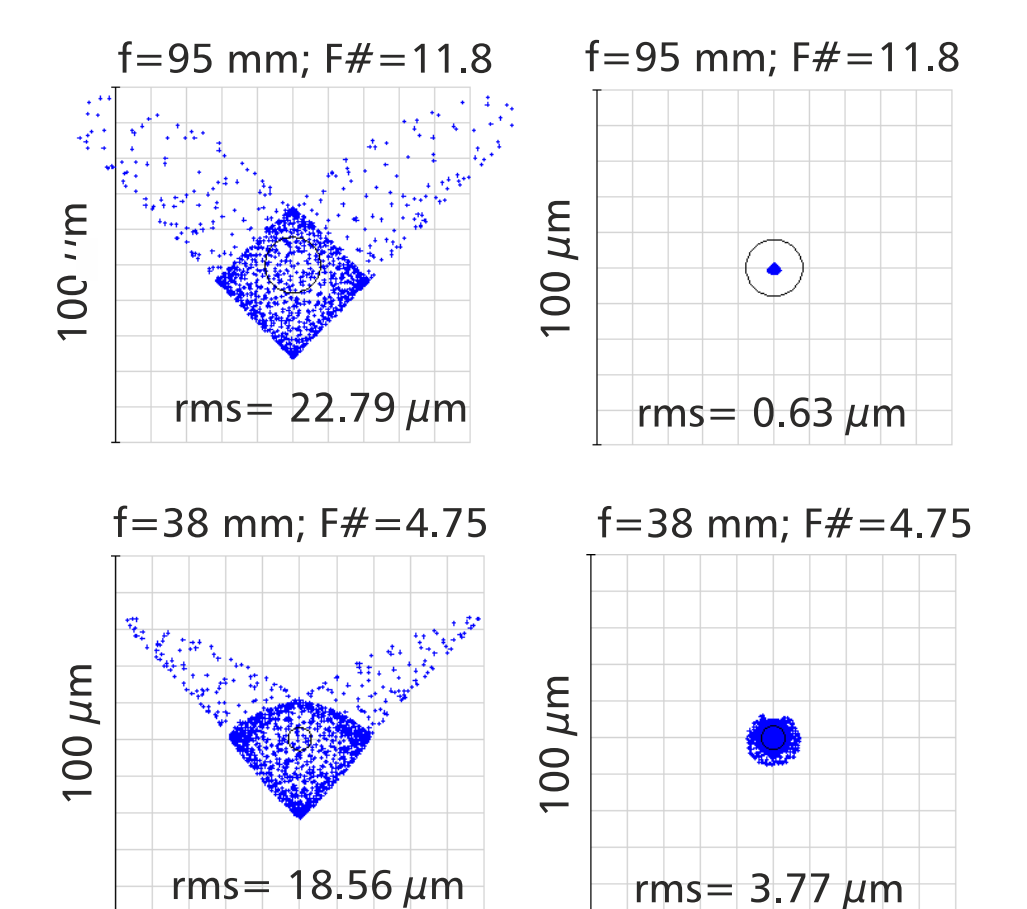 f=95 mm; F#=11.8
100
rms= 22.79 μm
f=95 mm; F#=11.8
100 μm
rms= 0.63 μm
f=38 mm; F#=4.75
100 μm
rms= 18.56 μm
f=38 mm; F#=4.75
100 μm
rms= 3.77 μm